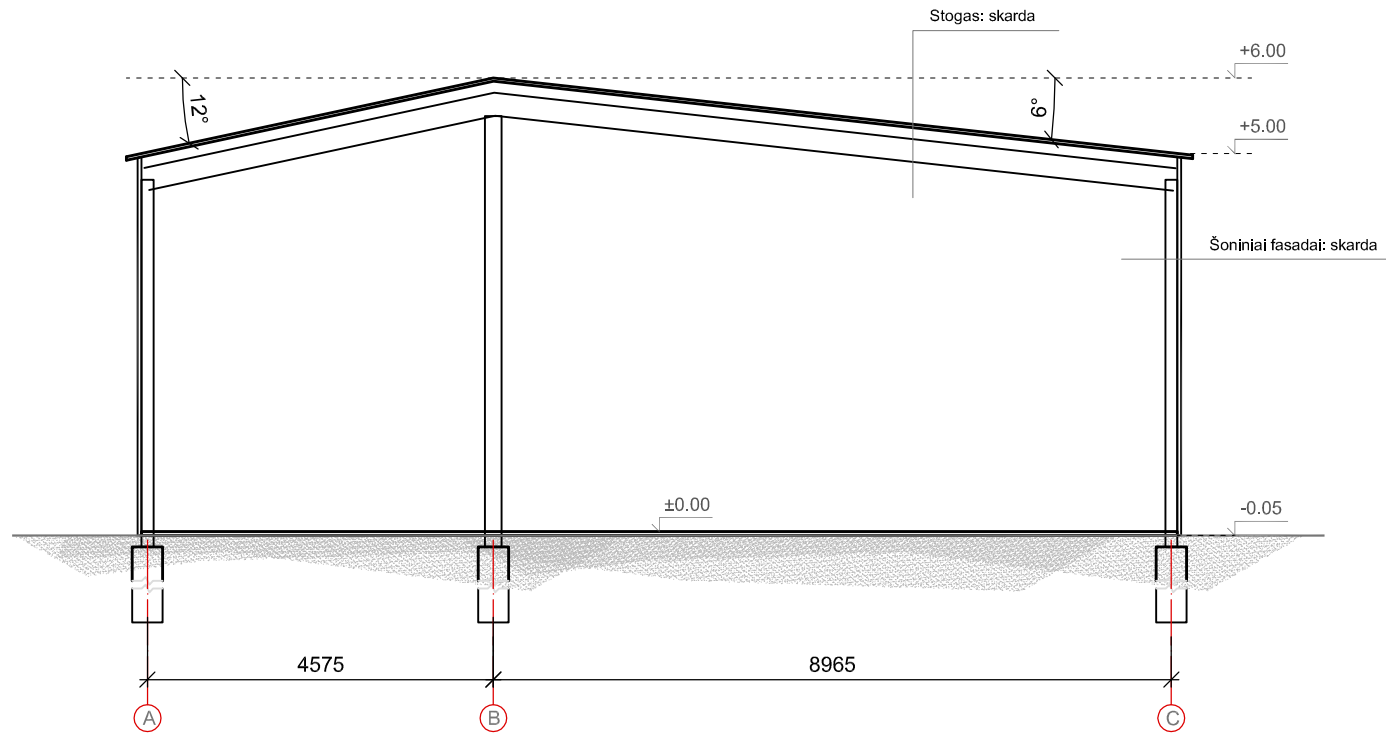 Stogas: skarda
+6.00
12°
6°
+5.00
Šoniniai fasadai: skarda
±0.00
-0.05
4575
8965
A
B
C